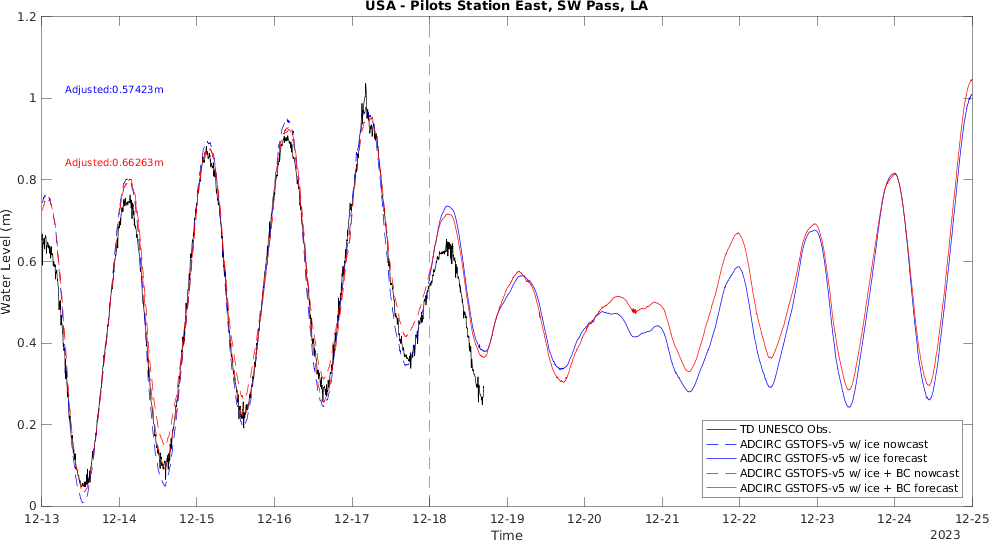 USA - Pilots Station East, SW Pass, LA
1.2
1
0.8
0.6
0.4
0.2
0
Water Level (m)
Adjusted:0.57423m
Adjusted:0.66263m
TD UNESCO Obs.
ADCIRC GSTOFS-v5 w/ ice nowcast
ADCIRC GSTOFS-v5 w/ ice forecast
ADCIRC GSTOFS-v5 w/ ice + BC nowcast
ADCIRC GSTOFS-v5 w/ ice + BC forecast
12-13 12-14 12-15 12-16 12-17 12-18 12-19 12-20 12-21 12-22 12-23 12-24 12-25
Time
2023